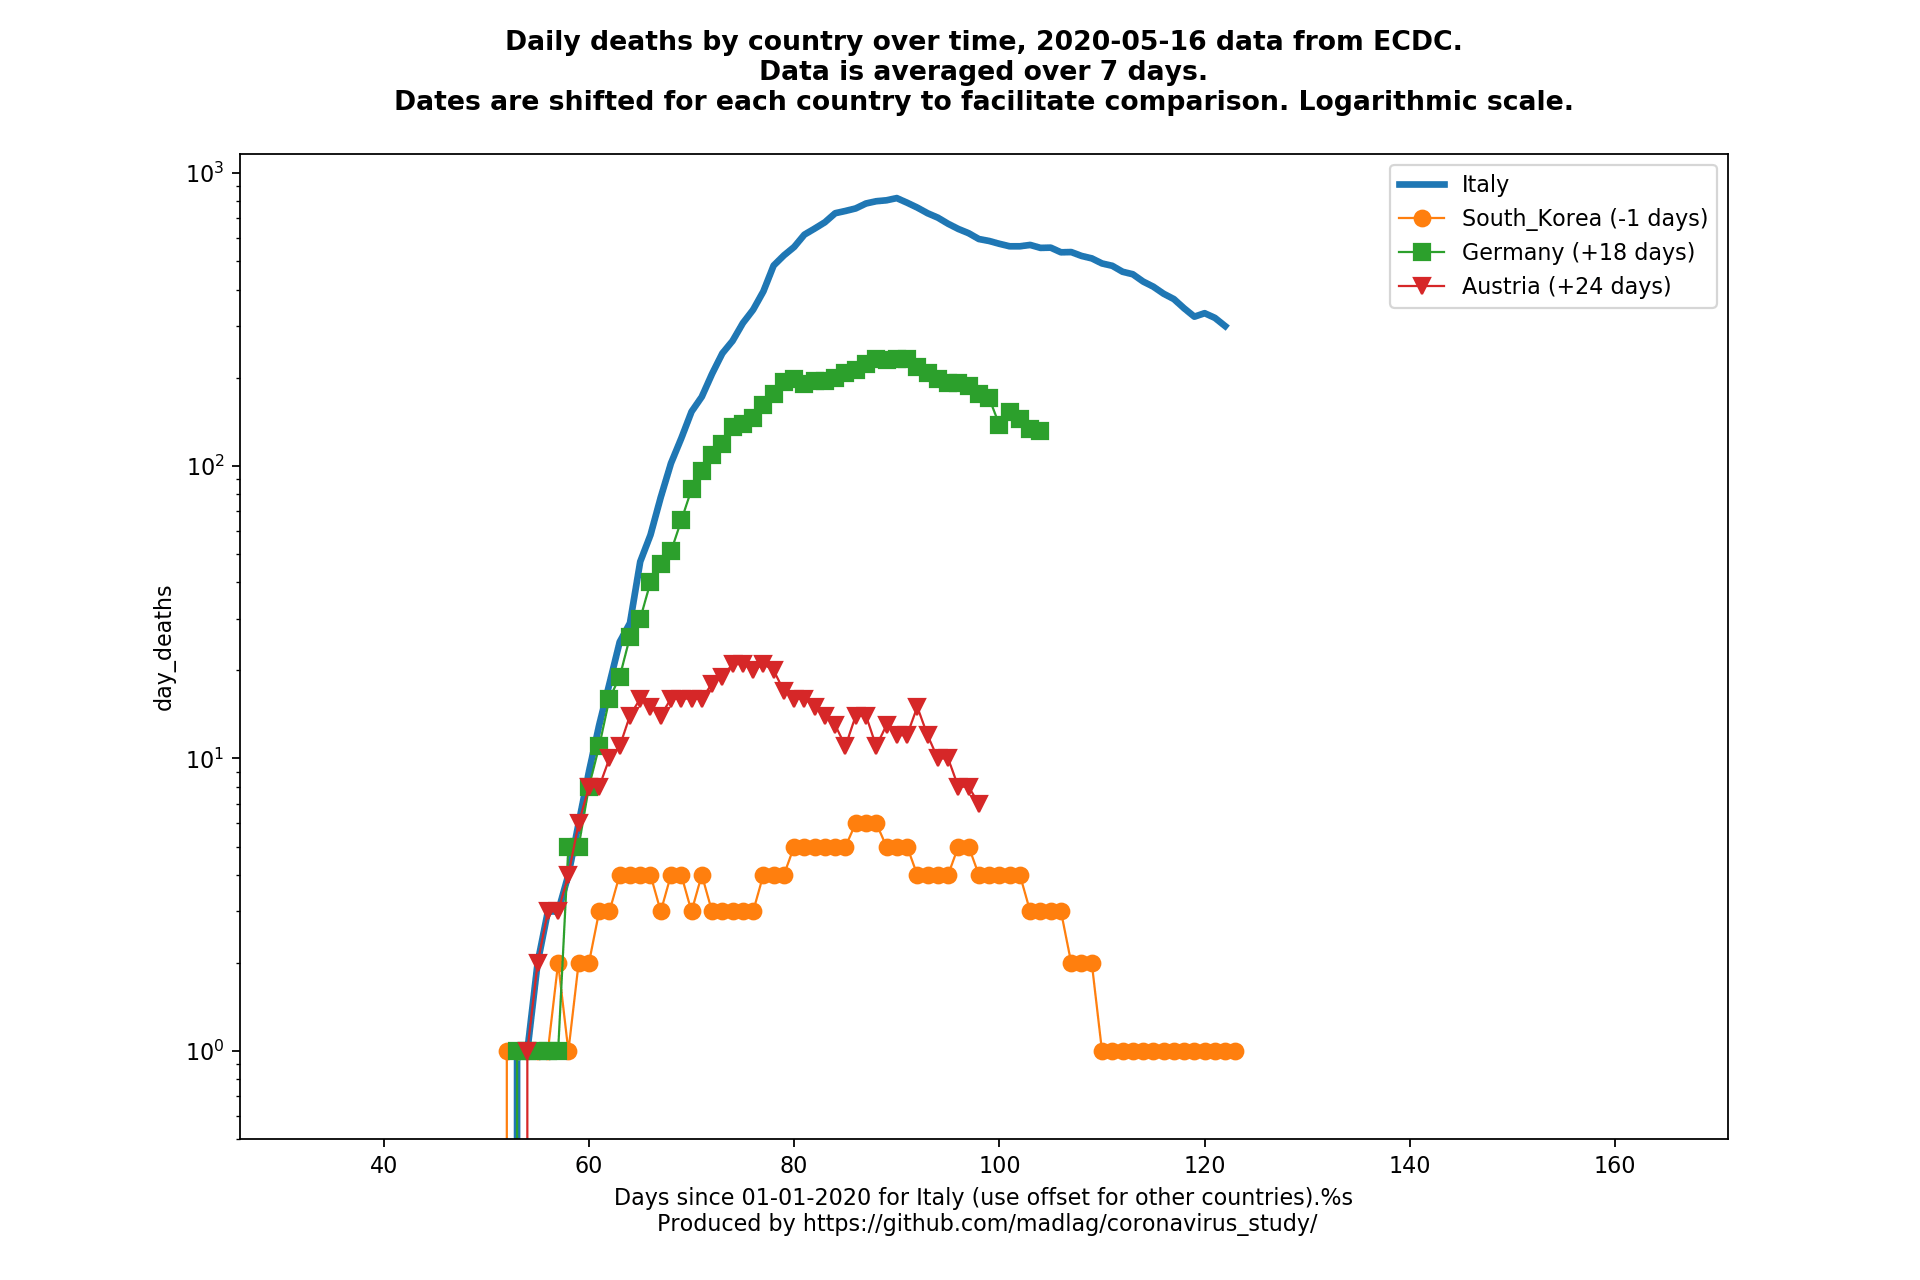 Daily deaths by country over time, 2020-05-16 data from ECDC.
Data is averaged over 7 days.
Dates are shifted for each country to facilitate comparison. Logarithmic scale.
Italy
South_Korea (-1 days)
Germany (+18 days)
Austria (+24 days)
day_deaths
10³
10²
10¹
10⁰
40 60 80 100 120 140 160
Days since 01-01-2020 for Italy (use offset for other countries).%s
Produced by https://github.com/madlag/coronavirus_study/